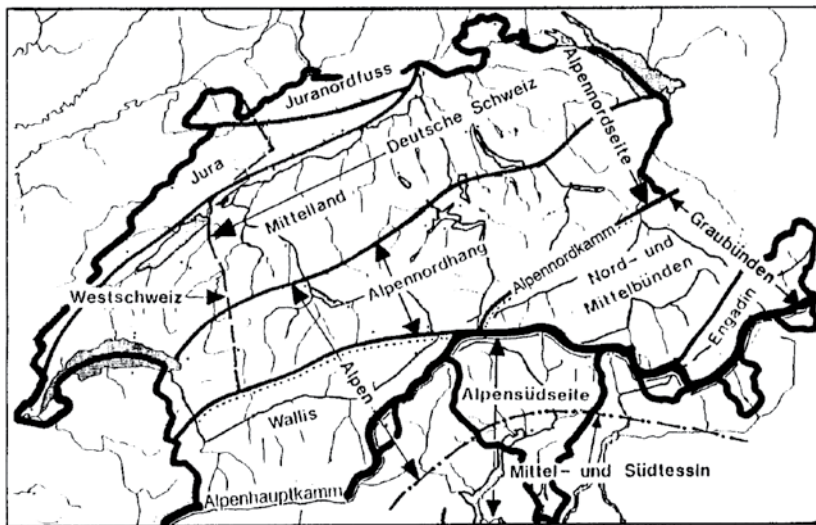 Juranordfuss
Jura
Deutsche Schweiz
Alpennordseite
Mittelland
Westschweiz
Alpennordhang
Alpennordkamm
Nord- und
Mittelbünden
Graubünden
Engadin
Alpen
Wallis
Alpensüdseite
Mittel- und Südtessin
Alpenhauptkamm